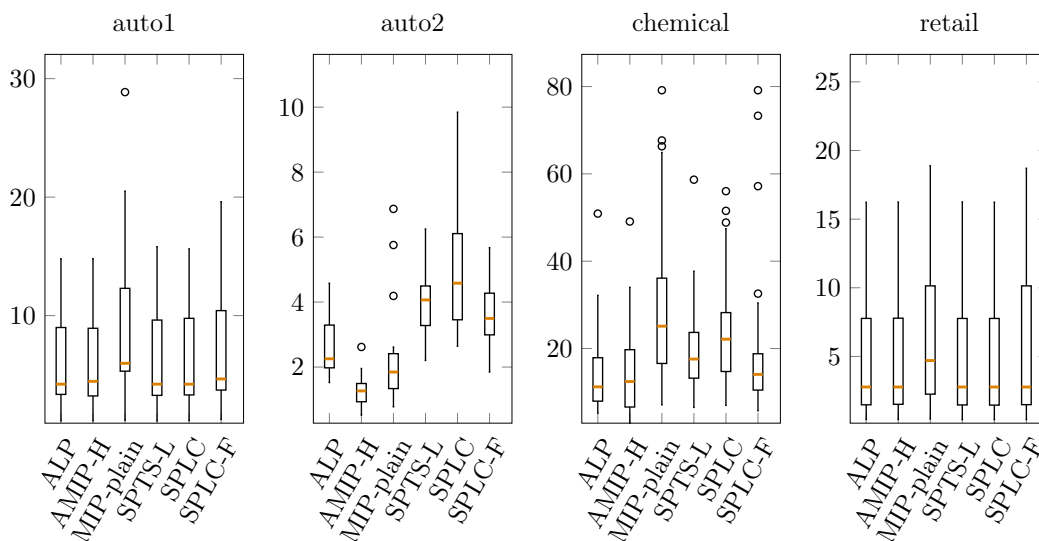 auto1
30
20
10
ALP
AMIP-H
MIP-plain
SPTS-L
SPLC
SPLC-F
auto2
10
8
6
4
2
ALP
AMIP-H
MIP-plain
SPTS-L
SPLC
SPLC-F
chemical
80
60
40
20
ALP
AMIP-H
MIP-plain
SPTS-L
SPLC
SPLC-F
retail
25
20
15
10
5
ALP
AMIP-H
MIP-plain
SPTS-L
SPLC
SPLC-F